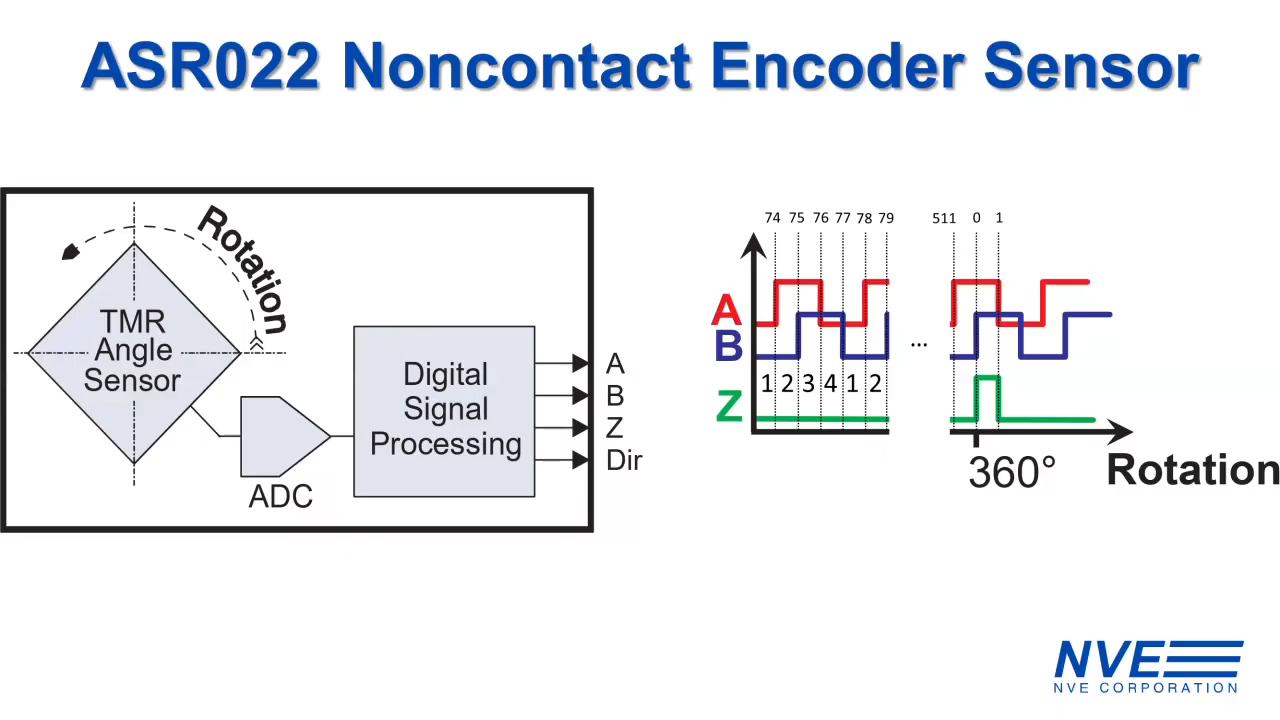 ASR022 Noncontact Encoder Sensor
Rotation
TMR
Angle
Sensor
ADC
Digital
Signal
Processing
A
B
Z
Dir
74 75 76 77 78 79 511 0 1
A
B
...
1 2 3 4 1 2
Z
360°
Rotation
NVE
NVE CORPORATION